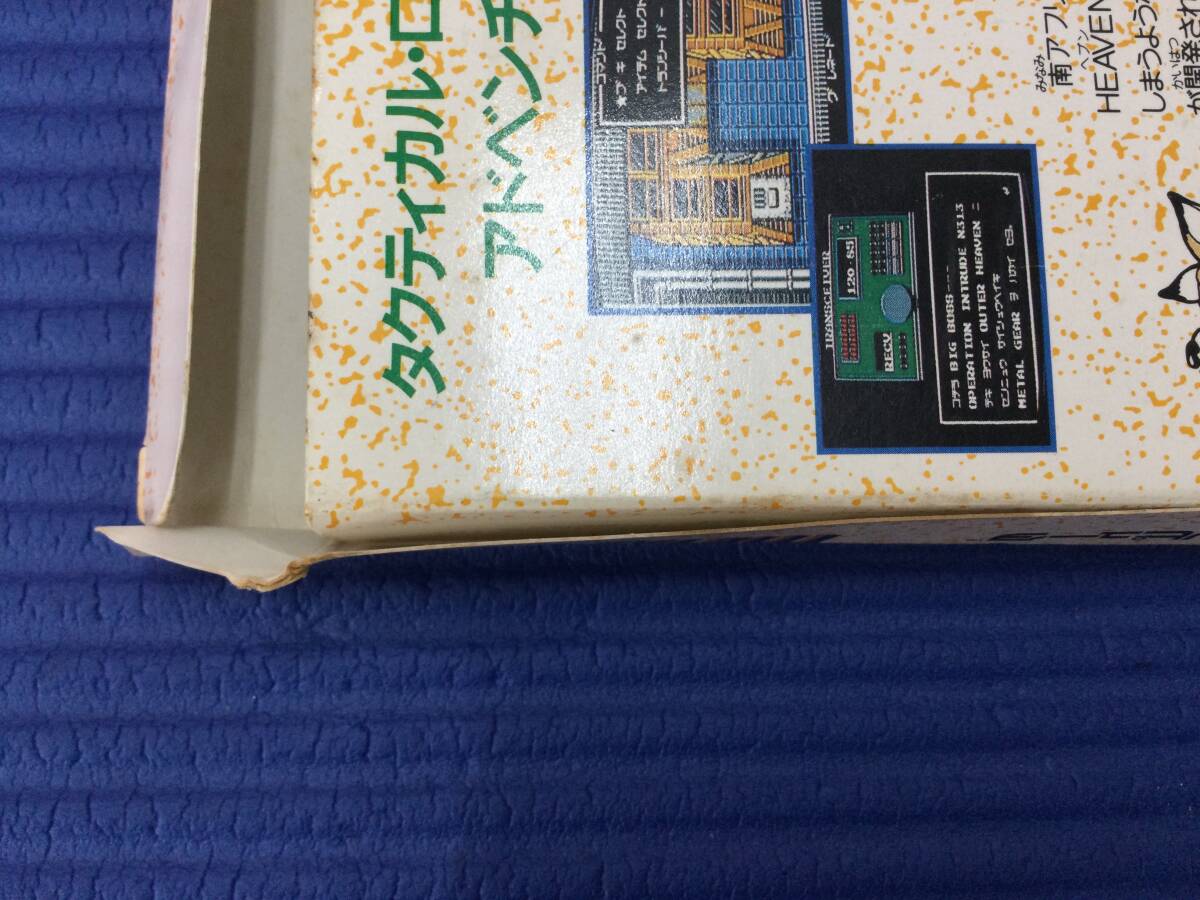 タクティカル・ロ
アドベンチ
コマンド
★ブキ セレクト
アイテム セレクト
トランシーバー
ヴ レネード
TRANSCEIVER
120.85
RECV
コチラ BIG BOSS---
OPERATION INTRUDE N313
テキ ヨウサイ OUTER HEAVEN ニ
センニュウ サイシュウヘイキ
METAL GEAR ヲ ハカイ セヨ。
みなみ
南アフリ
ヘブン
HEAVEN
しまうような
かいはつ
が開発され